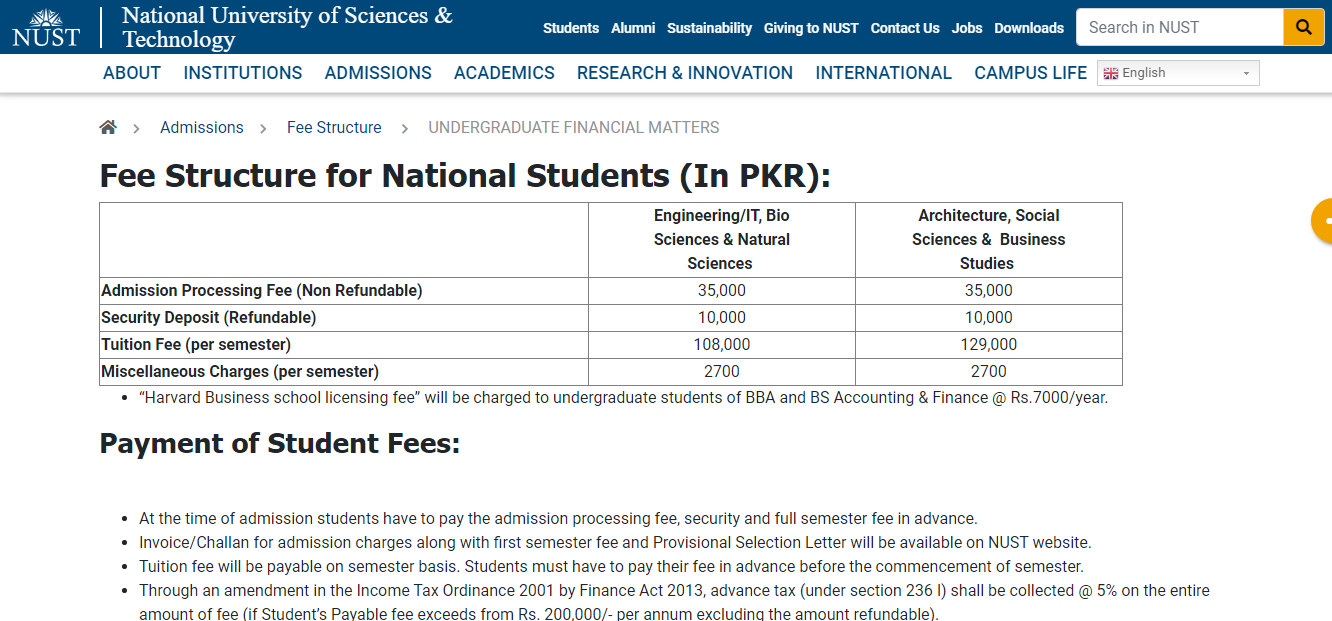 NUST
National University of Sciences &
Technology
Students Alumni Sustainability Giving to NUST Contact Us Jobs Downloads
Search in NUST
ABOUT INSTITUTIONS ADMISSIONS ACADEMICS RESEARCH & INNOVATION INTERNATIONAL CAMPUS LIFE
English
Admissions Fee Structure UNDERGRADUATE FINANCIAL MATTERS
Fee Structure for National Students (In PKR):
Engineering/IT, Bio
Sciences & Natural
Sciences
Architecture, Social
Sciences & Business
Studies
Admission Processing Fee (Non Refundable) 35,000 35,000
Security Deposit (Refundable) 10,000 10,000
Tuition Fee (per semester) 108,000 129,000
Miscellaneous Charges (per semester) 2700 2700
• “Harvard Business school licensing fee” will be charged to undergraduate students of BBA and BS Accounting & Finance @ Rs.7000/year.
Payment of Student Fees:
• At the time of admission students have to pay the admission processing fee, security and full semester fee in advance.
• Invoice/Challan for admission charges along with first semester fee and Provisional Selection Letter will be available on NUST website.
• Tuition fee will be payable on semester basis. Students must have to pay their fee in advance before the commencement of semester.
• Through an amendment in the Income Tax Ordinance 2001 by Finance Act 2013, advance tax (under section 236 I) shall be collected @ 5% on the entire
amount of fee (if Student’s Payable fee exceeds from Rs. 200,000/- per annum excluding the amount refundable).